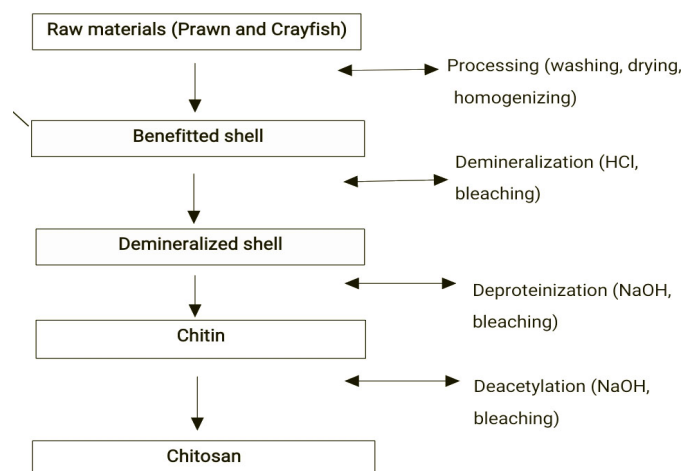 Raw materials (Prawn and Crayfish)
Processing (washing, drying,
homogenizing)
Benefitted shell
Demineralization (HCl,
bleaching)
Demineralized shell
Deproteinization (NaOH,
bleaching)
Chitin
Deacetylation (NaOH,
bleaching)
Chitosan